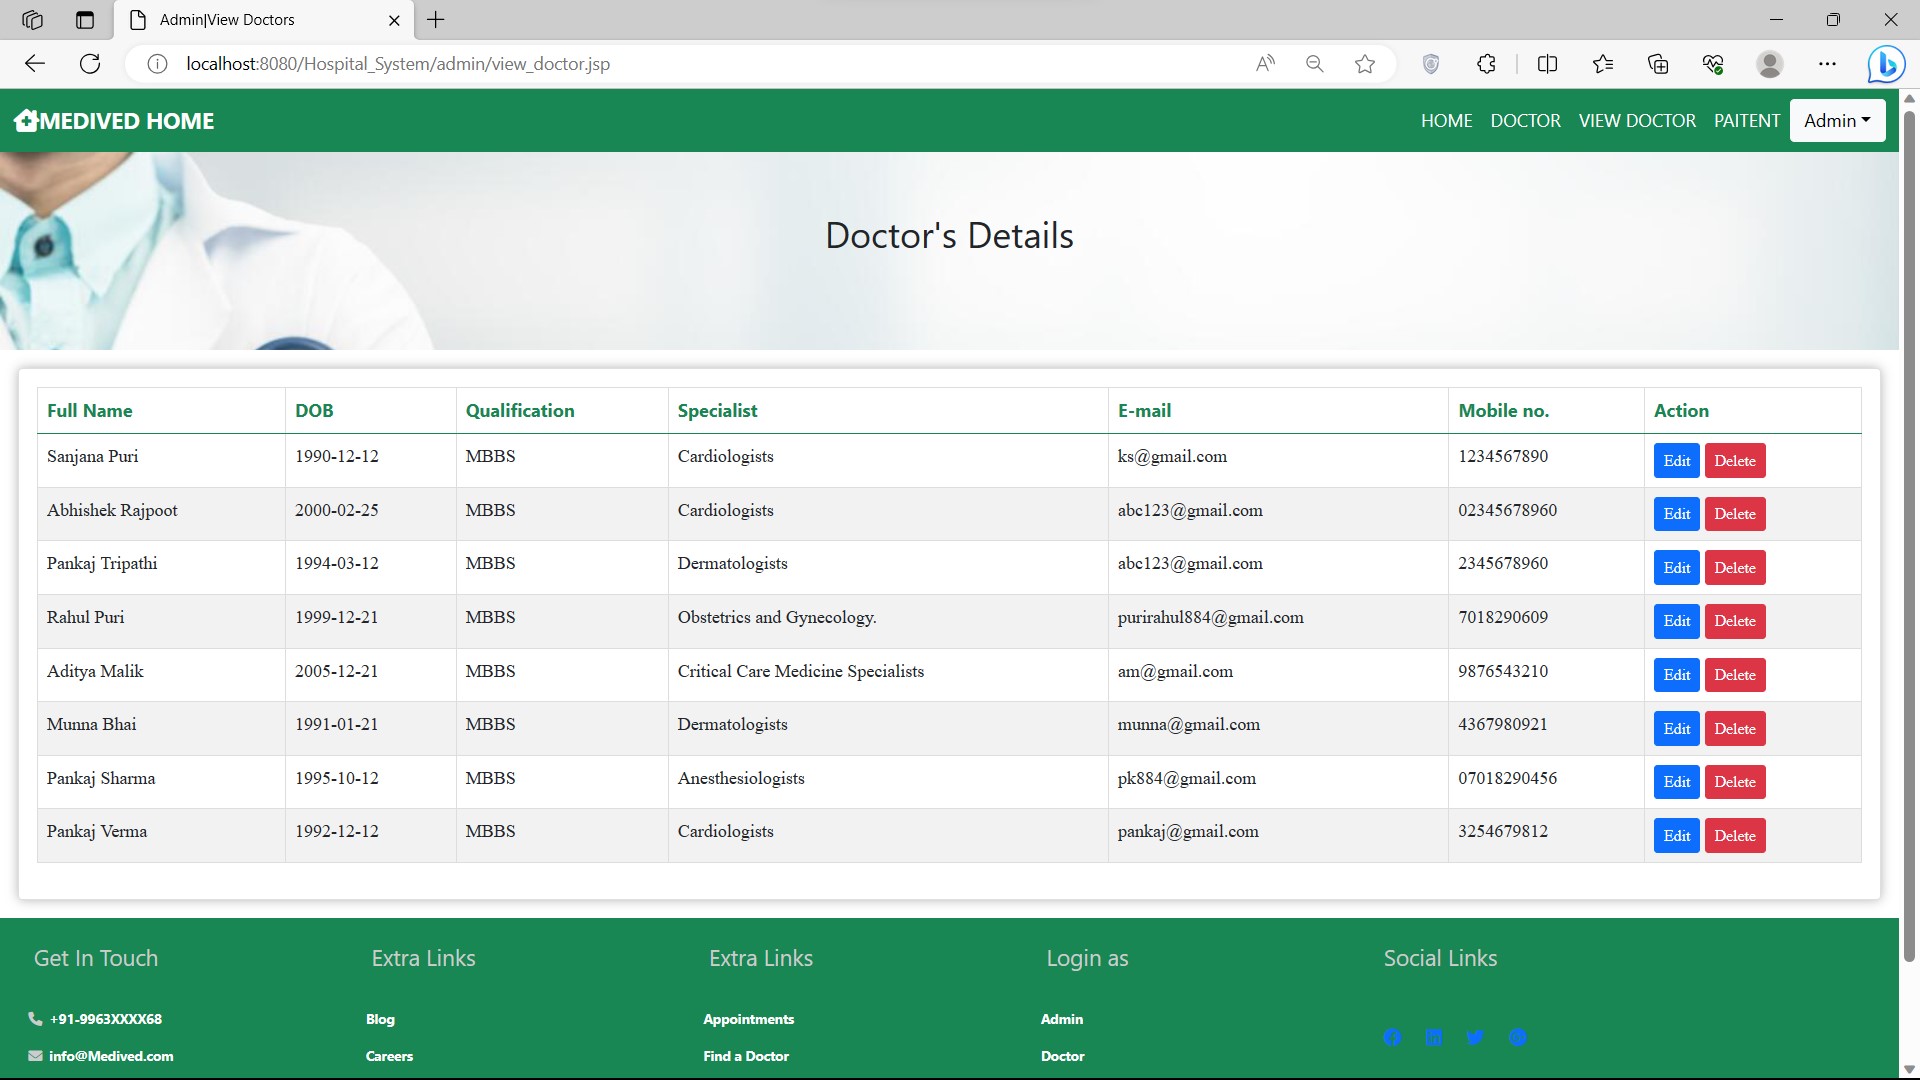 Admin|View Doctors
localhost:8080/Hospital_System/admin/view_doctor.jsp
MEDIVED HOME HOME DOCTOR VIEW DOCTOR PAITENT Admin
Doctor's Details
Full Name DOB Qualification Specialist E-mail Mobile no. Action
Sanjana Puri 1990-12-12 MBBS Cardiologists ks@gmail.com 1234567890 Edit Delete
Abhishek Rajpoot 2000-02-25 MBBS Cardiologists abc123@gmail.com 02345678960 Edit Delete
Pankaj Tripathi 1994-03-12 MBBS Dermatologists abc123@gmail.com 2345678960 Edit Delete
Rahul Puri 1999-12-21 MBBS Obstetrics and Gynecology. purirahul884@gmail.com 7018290609 Edit Delete
Aditya Malik 2005-12-21 MBBS Critical Care Medicine Specialists am@gmail.com 9876543210 Edit Delete
Munna Bhai 1991-01-21 MBBS Dermatologists munna@gmail.com 4367980921 Edit Delete
Pankaj Sharma 1995-10-12 MBBS Anesthesiologists pk884@gmail.com 07018290456 Edit Delete
Pankaj Verma 1992-12-12 MBBS Cardiologists pankaj@gmail.com 3254679812 Edit Delete
Get In Touch Extra Links Extra Links Login as Social Links
+91-9963XXXX68 Blog Appointments Admin
info@Medived.com Careers Find a Doctor Doctor